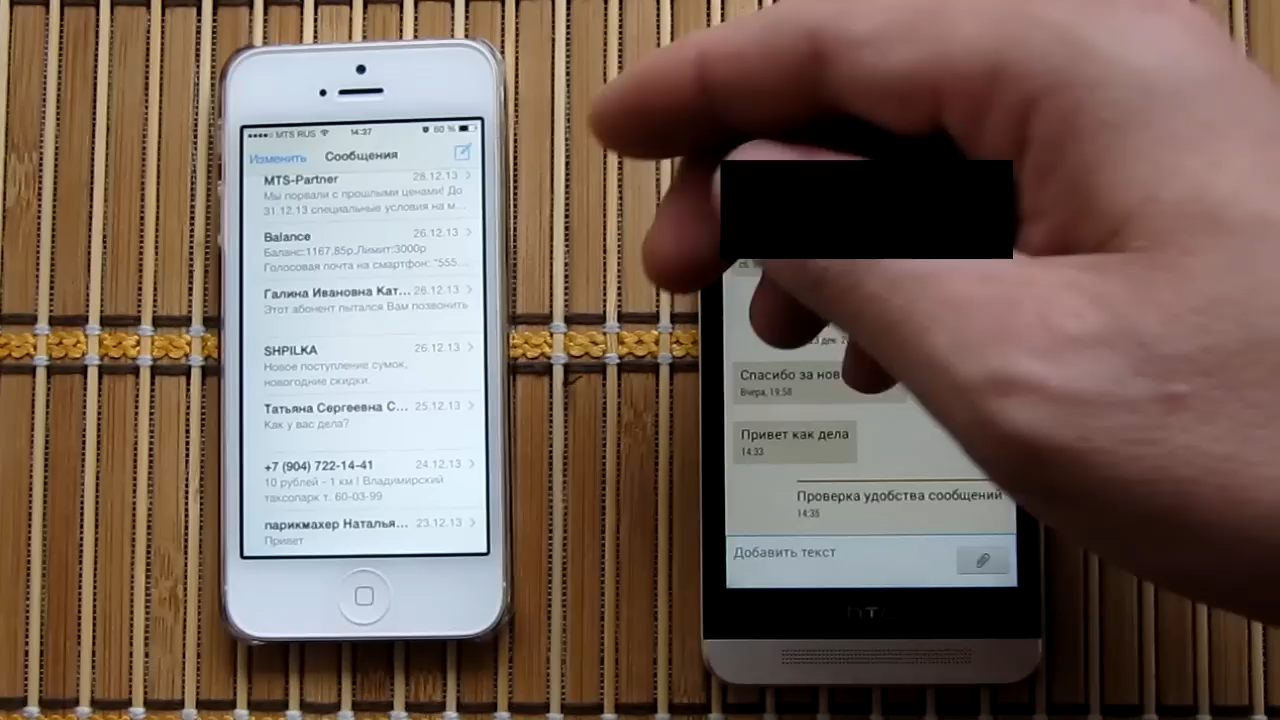 MTS RUS 14:37 60 %
Изменить Сообщения
MTS-Partner 28.12.13
Мы порвали с прошлыми ценами! До
31.12.13 специальные условия на м...
Balance 26.12.13
Баланс:1167,85р,Лимит:3000р
Голосовая почта на смартфон: *555...
Галина Ивановна Кат... 26.12.13
Этот абонент пытался Вам позвонить
SHPILKA 26.12.13
Новое поступление сумок,
новогодние скидки.
Татьяна Сергеевна С... 25.12.13
Как у вас дела?
+7 (904) 722-14-41 24.12.13
10 рублей - 1 км ! Владимирский
таксопарк т. 60-03-99
парикмахер Наталья... 23.12.13
Привет
23 дек.
Спасибо за нов
Вчера, 19:58
Привет как дела
14:33
Проверка удобства сообщений
14:35
Добавить текст
hTC